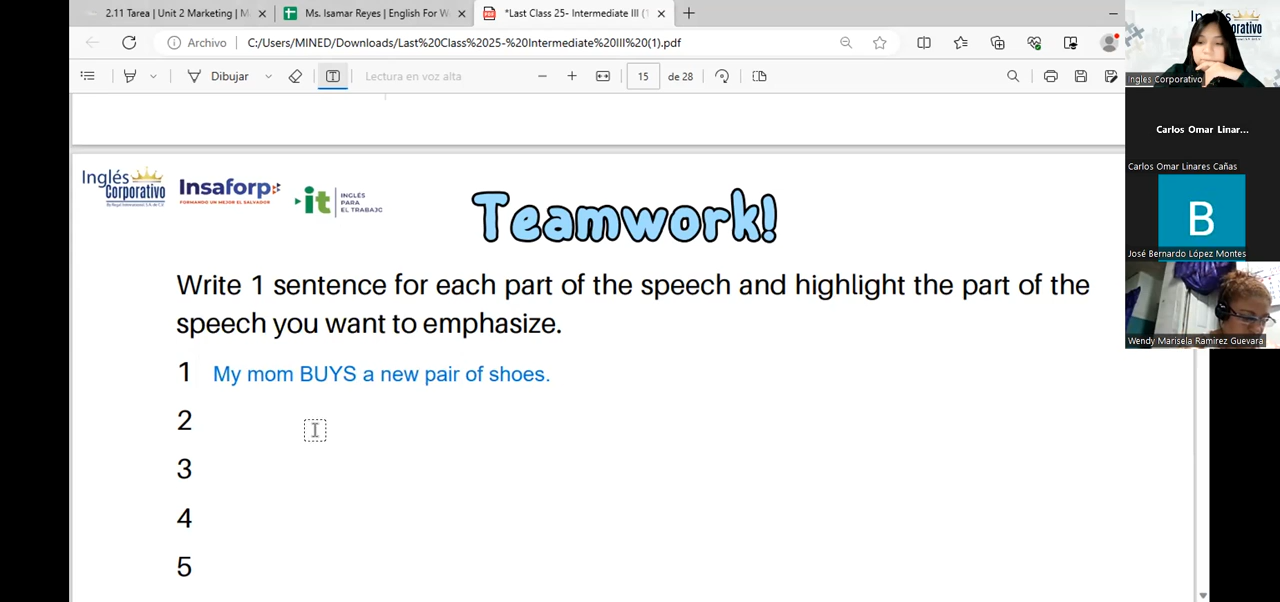 2.11 Tarea | Unit 2 Marketing | M
Ms. Isamar Reyes | English For W
*Last Class 25- Intermediate III (1
Archivo
C:/Users/MINED/Downloads/Last%20Class%2025-%20Intermediate%20III%20(1).pdf
Dibujar
Lectura en voz alta
15
de 28
Inglés Corporativo
Carlos Omar Linar...
Carlos Omar Linares Cañas
B
José Bernardo López Montes
Wendy Marisela Ramirez Guevara
Inglés
Corporativo
Insaforp
FORMANDO UN MEJOR EL SALVADOR
it
INGLÉS
PARA
EL TRABAJO
Teamwork!
Write 1 sentence for each part of the speech and highlight the part of the
speech you want to emphasize.
1 My mom BUYS a new pair of shoes.
2
3
4
5